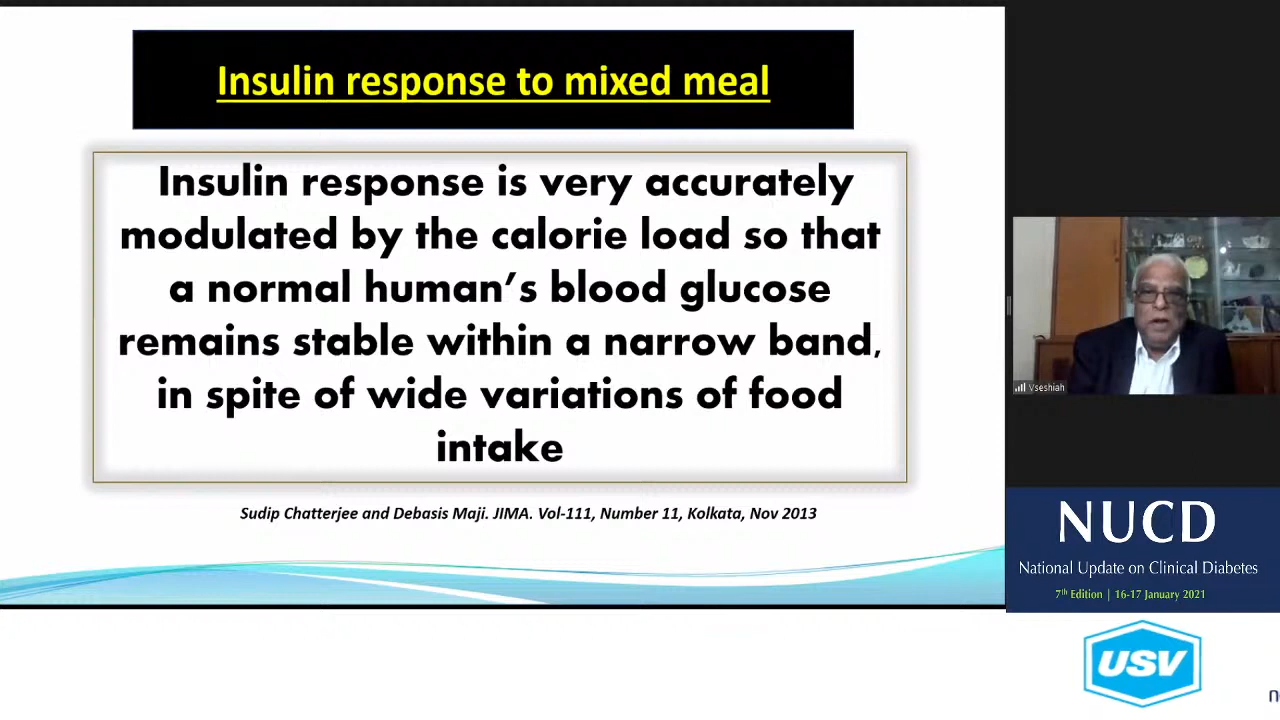 Insulin response to mixed meal
Insulin response is very accurately
modulated by the calorie load so that
a normal human's blood glucose
remains stable within a narrow band,
in spite of wide variations of food
intake
Sudip Chatterjee and Debasis Maji. JIMA. Vol-111, Number 11, Kolkata, Nov 2013
Vseshiah
NUCD
National Update on Clinical Diabetes
7th Edition | 16-17 January 2021
USV